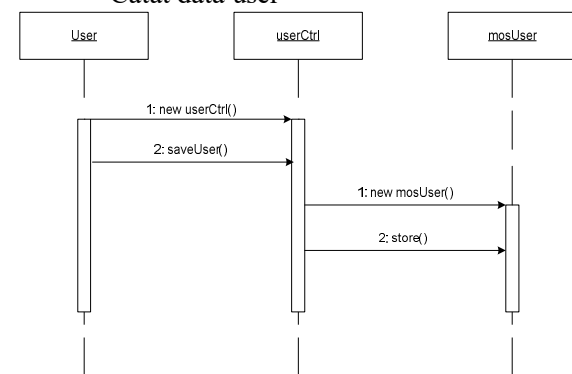 Catat data user
User
userCtrl
mosUser
1: new userCtrl()
2: saveUser()
1: new mosUser()
2: store()